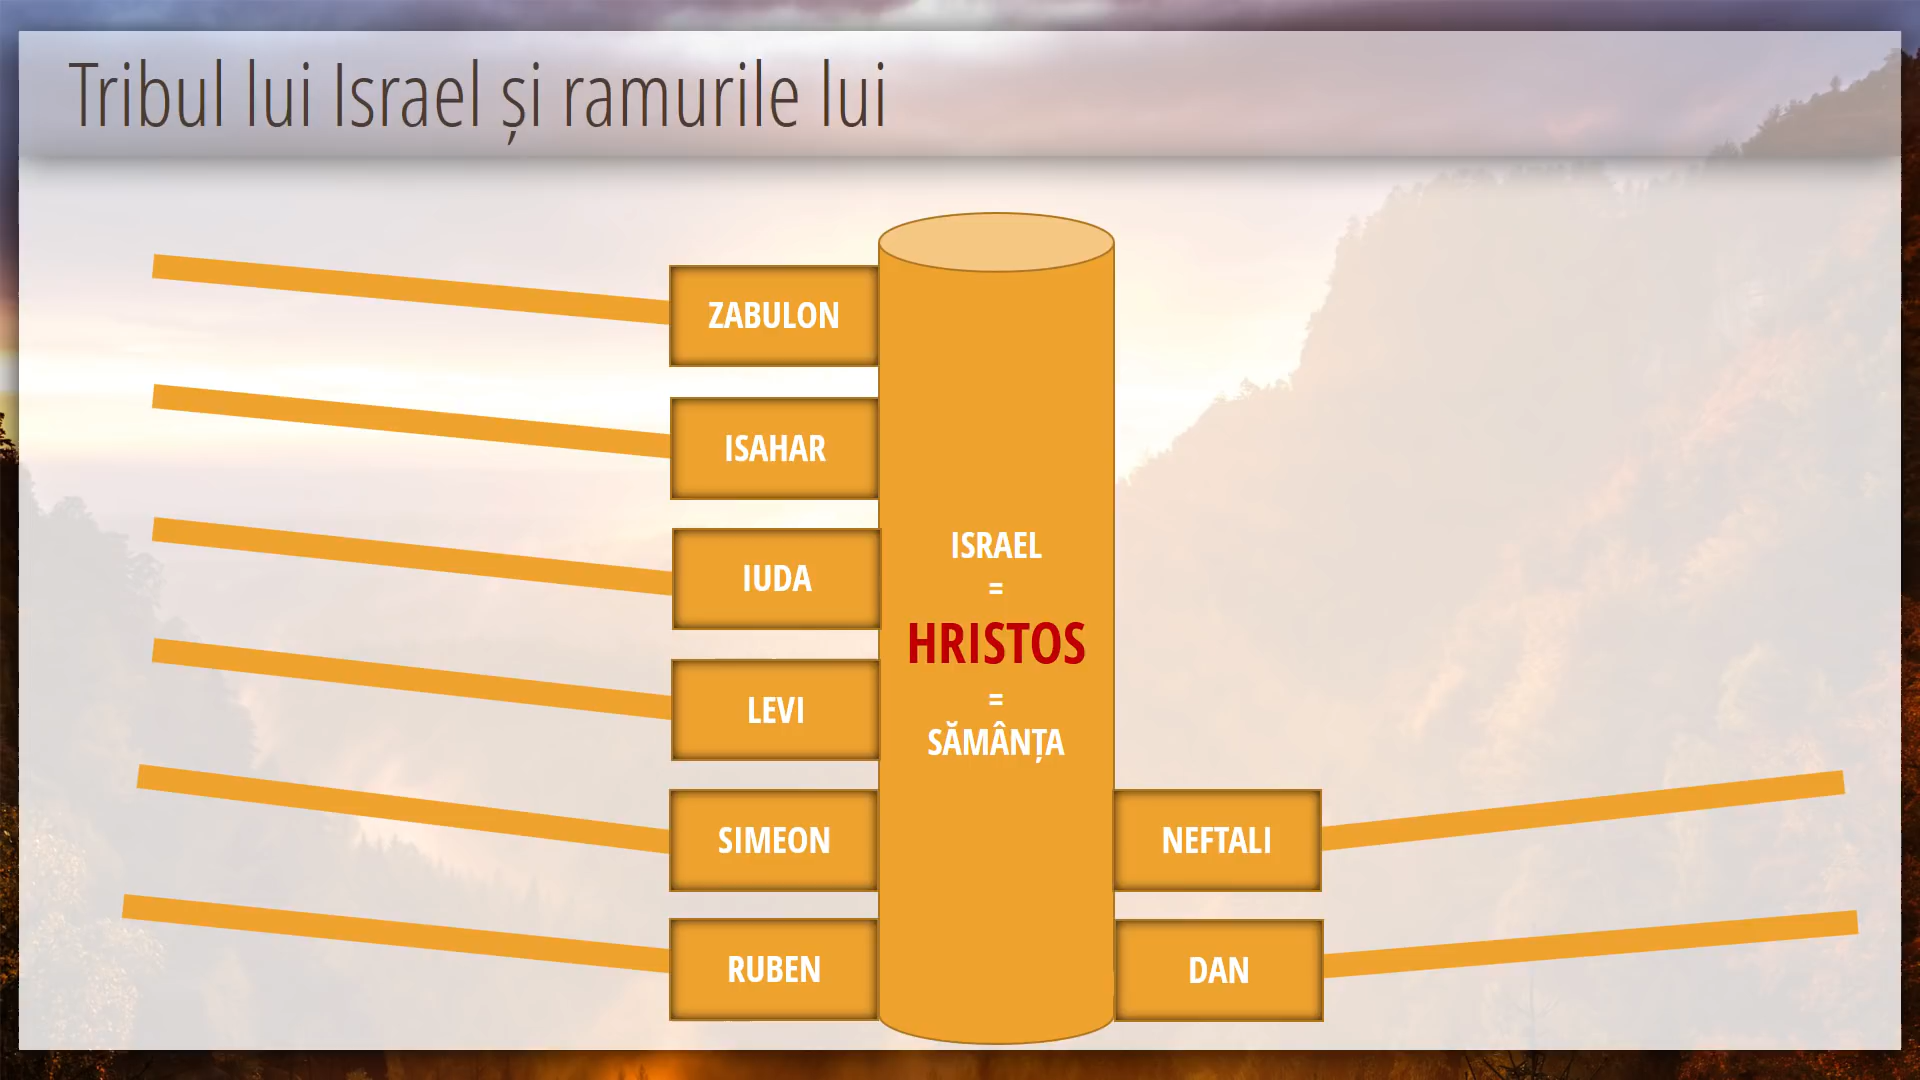 Tribul lui Israel și ramurile lui
ZABULON
ISAHAR
IUDA
LEVI
SIMEON
RUBEN
ISRAEL
=
HRISTOS
=
SĂMÂNȚA
NEFTALI
DAN